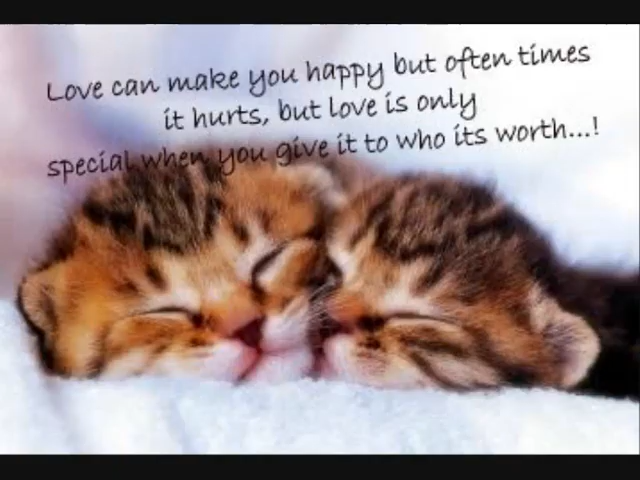 Love can make you happy but often times
it hurts, but love is only
special when you give it to who its worth...!